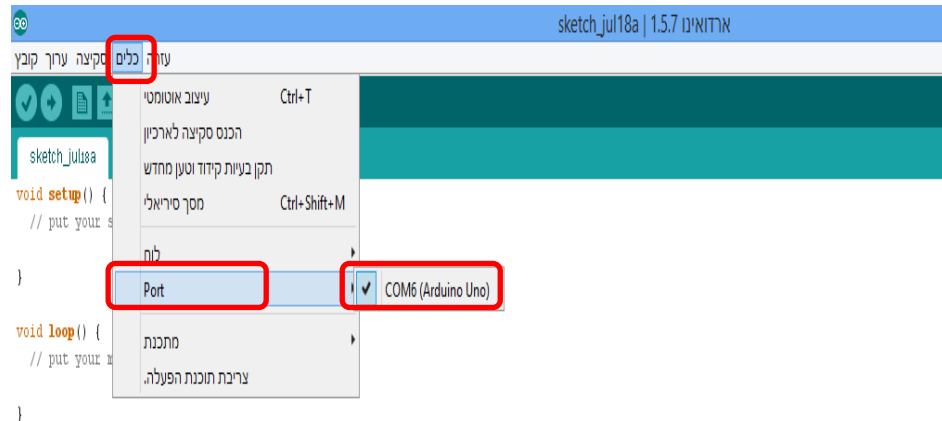 sketch_jul18a | 1.5.7 ארדואינו
קובץ ערוך סקיצה כלים עזרה
עיצוב אוטומטי Ctrl+T
הכנס סקיצה לארכיון
תקן בעיות קידוד וטען מחדש
מסך סיריאלי Ctrl+Shift+M
לוח
Port
COM6 (Arduino Uno)
מתכנת
צריבת תוכנת הפעלה.
sketch_jul18a
void setup() {
// put your s
}
void loop() {
// put your m
}